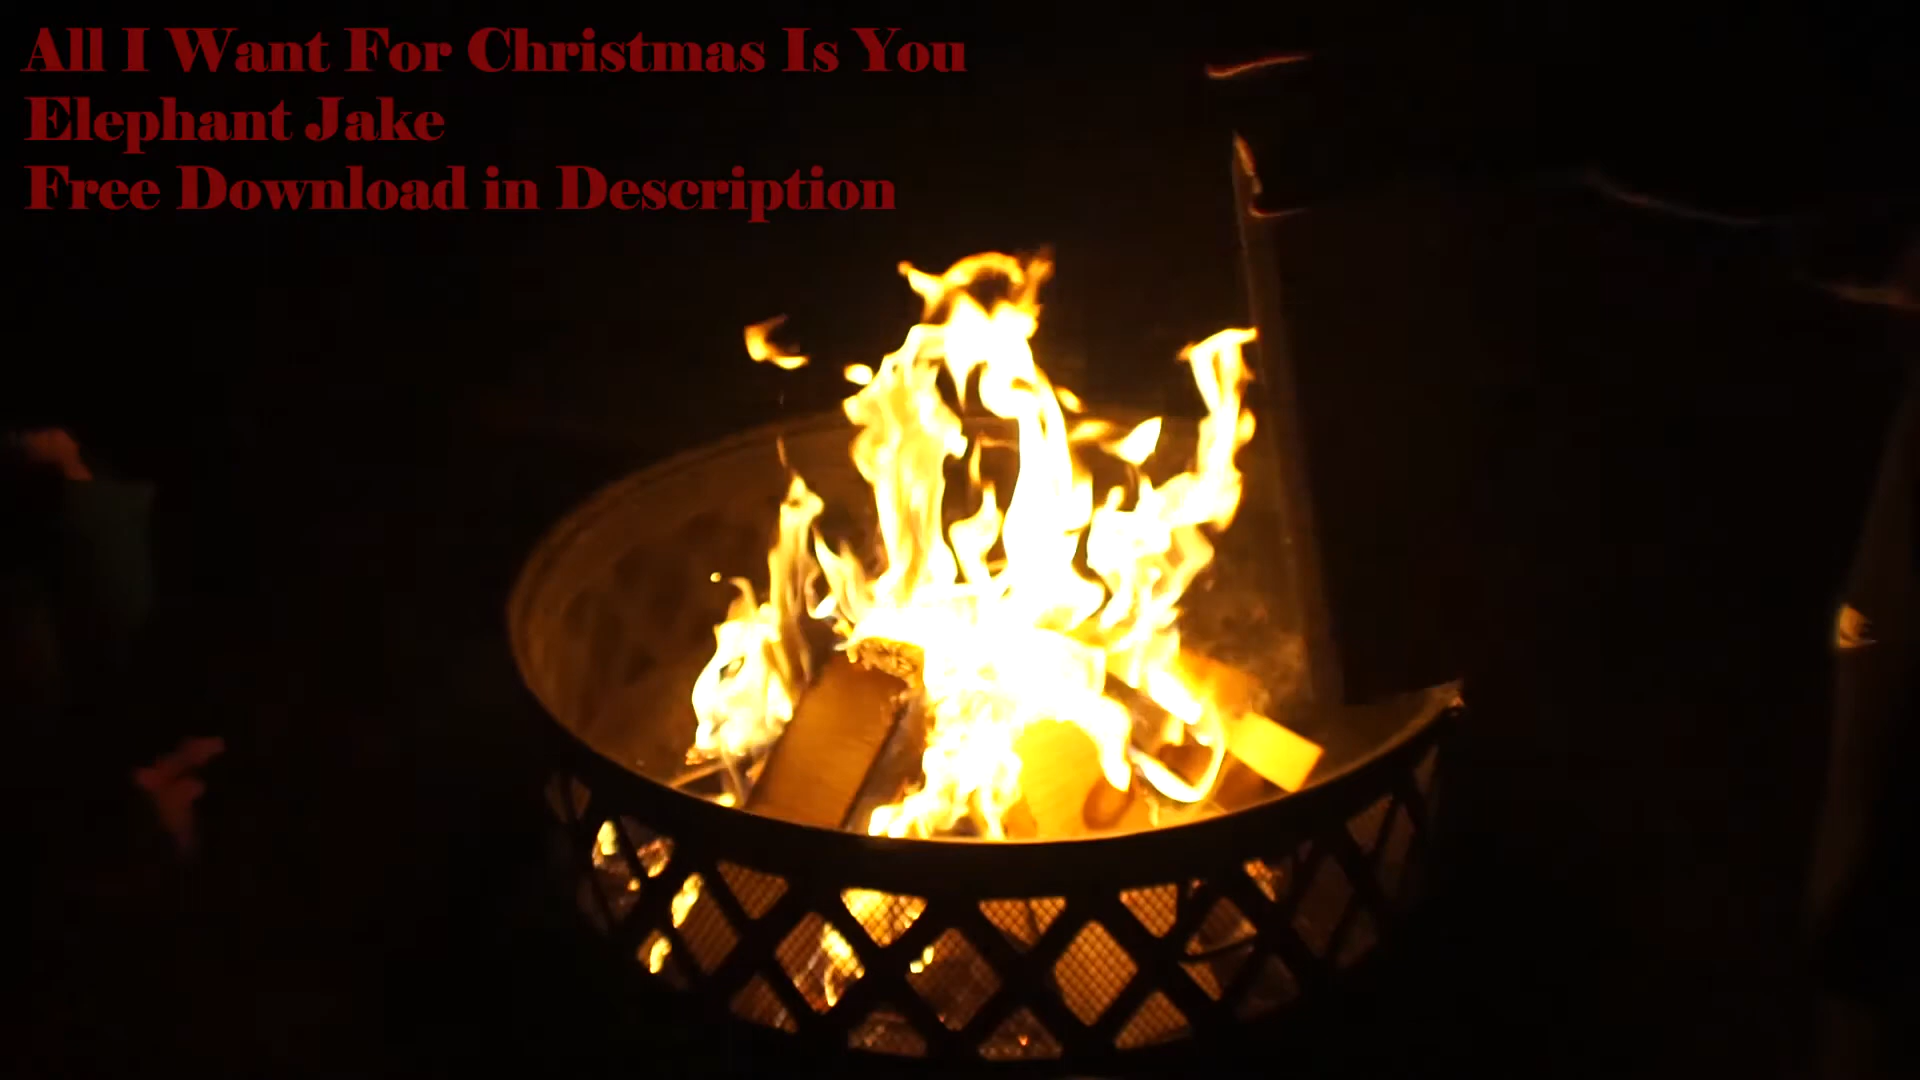 All I Want For Christmas Is You
Elephant Jake
Free Download in Description